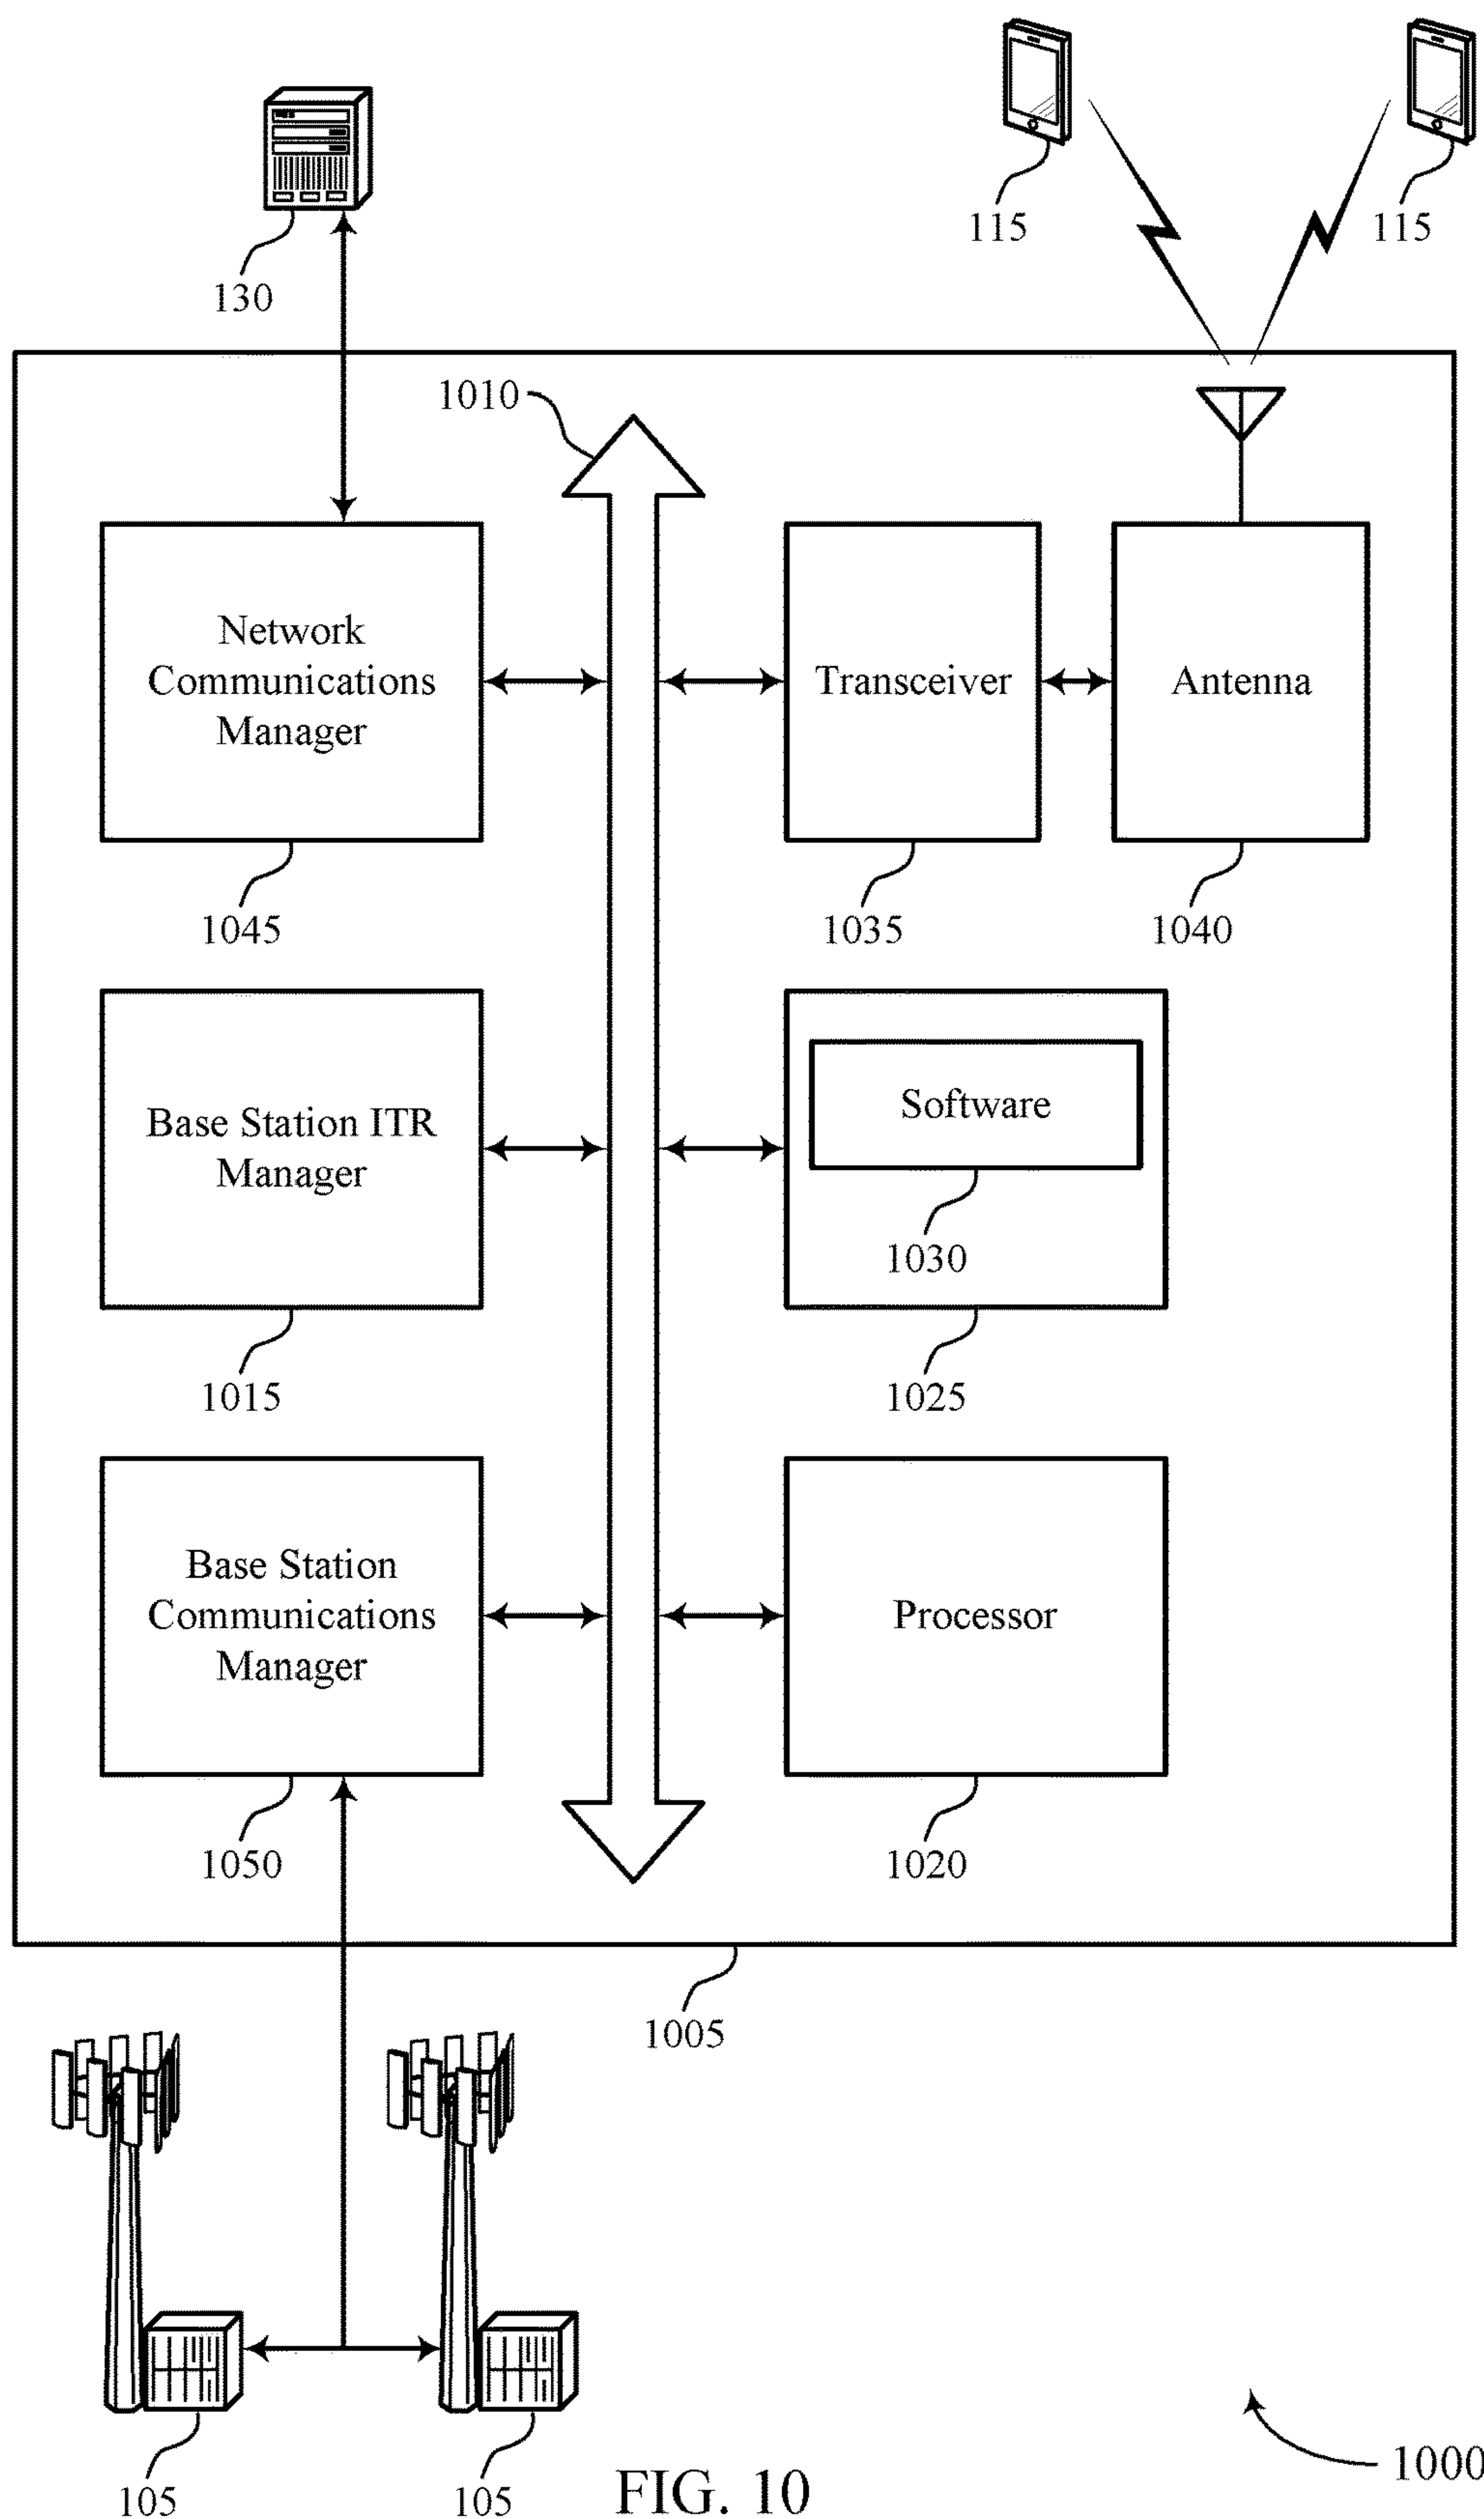 115
115
130
1010
Network
Communications
Manager
Transceiver
Antenna
1045
1035
1040
Base Station ITR
Manager
Software
1030
1015
1025
Base Station
Communications
Manager
Processor
1050
1020
1005
105
105
FIG. 10
1000